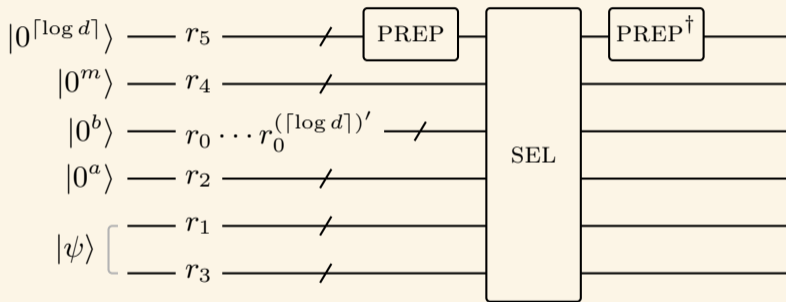 |0^{⌈log d⌉}⟩ r_5 PREP PREP^†
|0^m⟩ r_4
|0^b⟩ r_0 ⋯ r_0^{(⌈log d⌉)′}
SEL
|0^a⟩ r_2
r_1
|ψ⟩
r_3